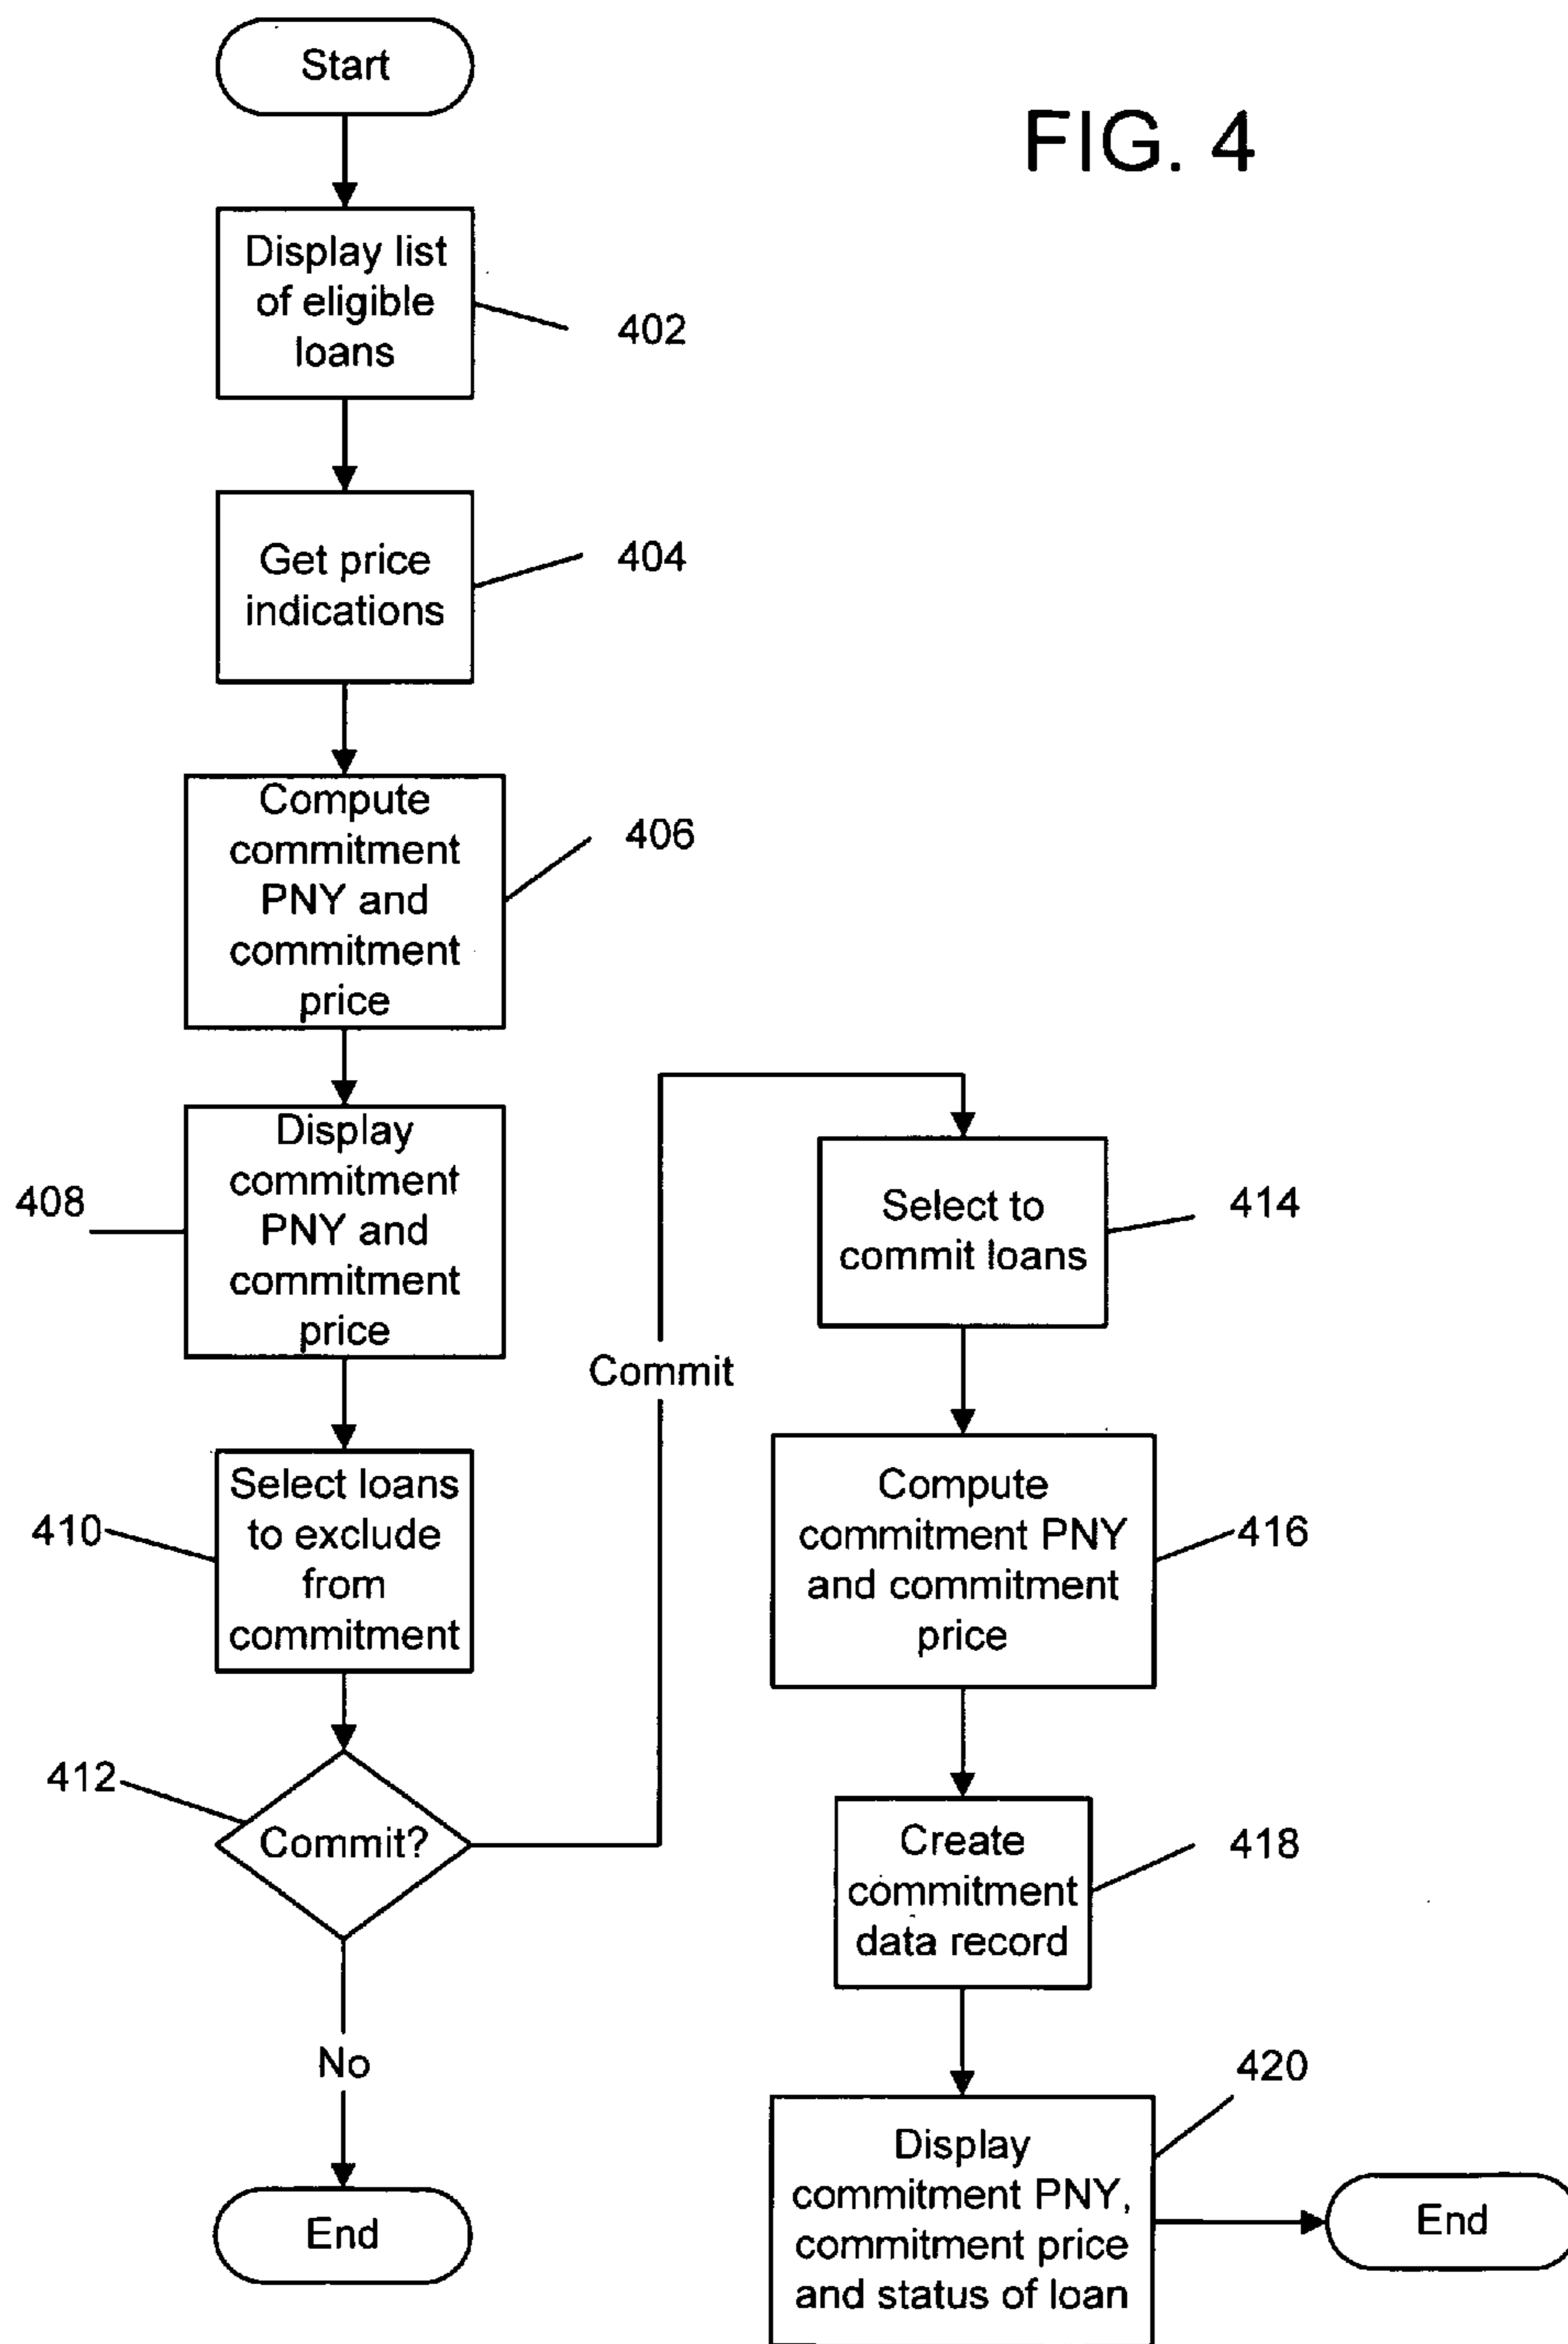 Start
FIG. 4
Display list
of eligible
loans
402
Get price
indications
404
Compute
commitment
PNY and
commitment
price
406
Display
commitment
PNY and
commitment
price
408
Select loans
to exclude
from
commitment
410
Commit?
412
No
End
Commit
Select to
commit loans
414
Compute
commitment PNY
and commitment
price
416
Create
commitment
data record
418
Display
commitment PNY,
commitment price
and status of loan
420
End